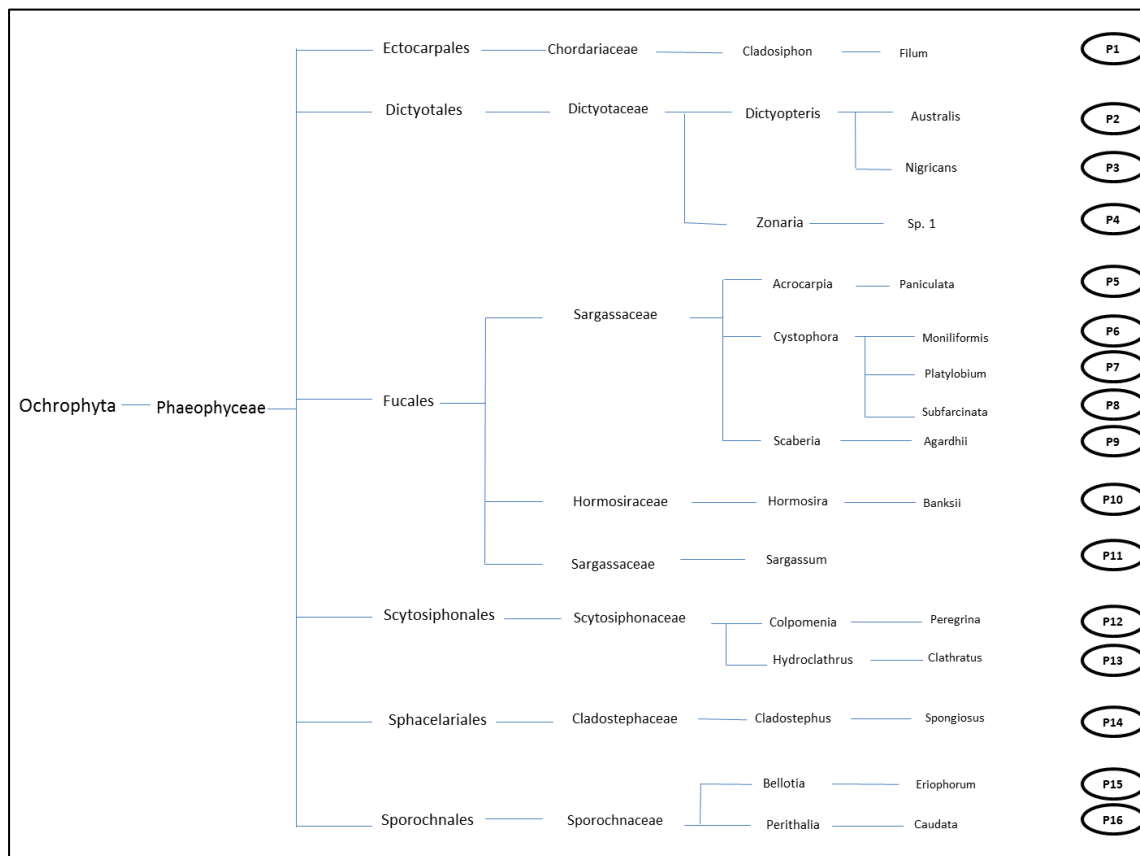 Ectocarpales Chordariaceae Cladosiphon Filum P1
Dictyotales Dictyotaceae Dictyopteris Australis P2
Nigricans P3
Zonaria Sp. 1 P4
Acrocarpia Paniculata P5
Sargassaceae
Cystophora Moniliformis P6
Platylobium P7
Ochrophyta Phaeophyceae Fucales Subfarcinata P8
Scaberia Agardhii P9
Hormosiraceae Hormosira Banksii P10
Sargassaceae Sargassum P11
Scytosiphonales Scytosiphonaceae Colpomenia Peregrina P12
Hydroclathrus Clathratus P13
Sphacelariales Cladostephaceae Cladostephus Spongiosus P14
Bellotia Eriophorum P15
Sporochnales Sporochnaceae Perithalia Caudata P16